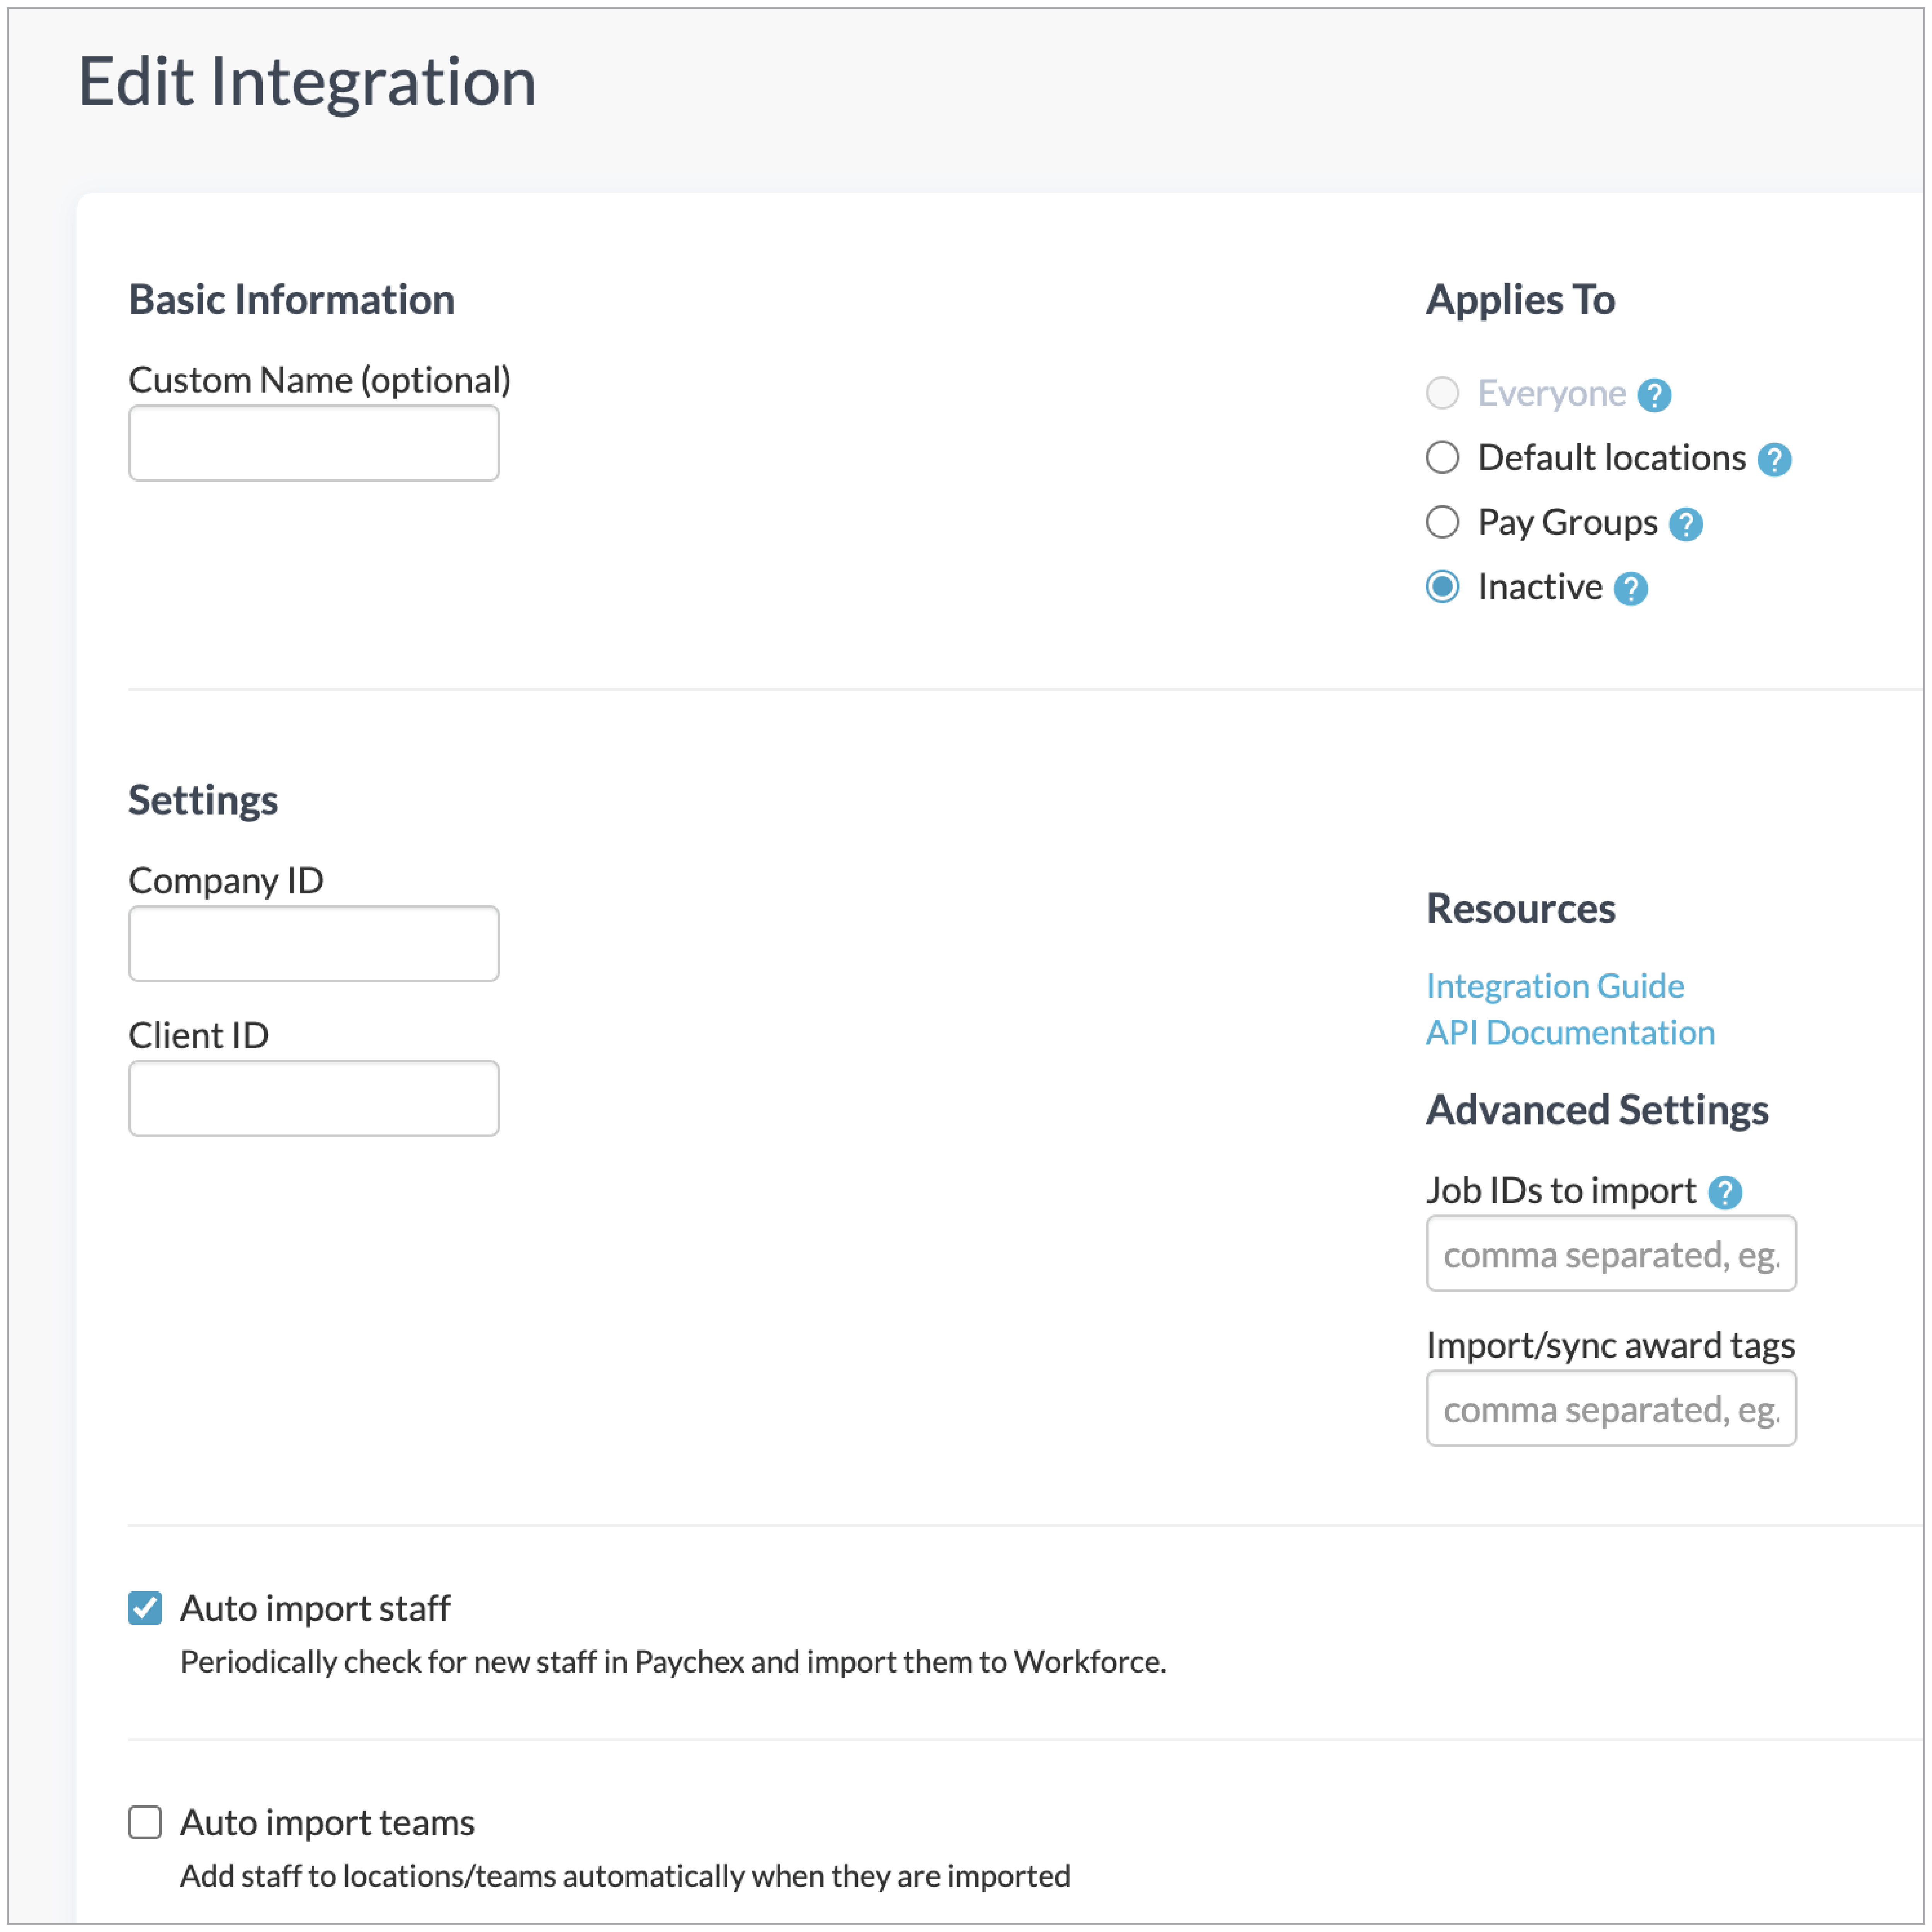 Edit Integration
Basic Information
Custom Name (optional)
Applies To
Everyone ?
Default locations ?
Pay Groups ?
Inactive ?
Settings
Company ID
Client ID
Resources
Integration Guide
API Documentation
Advanced Settings
Job IDs to import ?
comma separated, eg.
Import/sync award tags
comma separated, eg.
Auto import staff
Periodically check for new staff in Paychex and import them to Workforce.
Auto import teams
Add staff to locations/teams automatically when they are imported